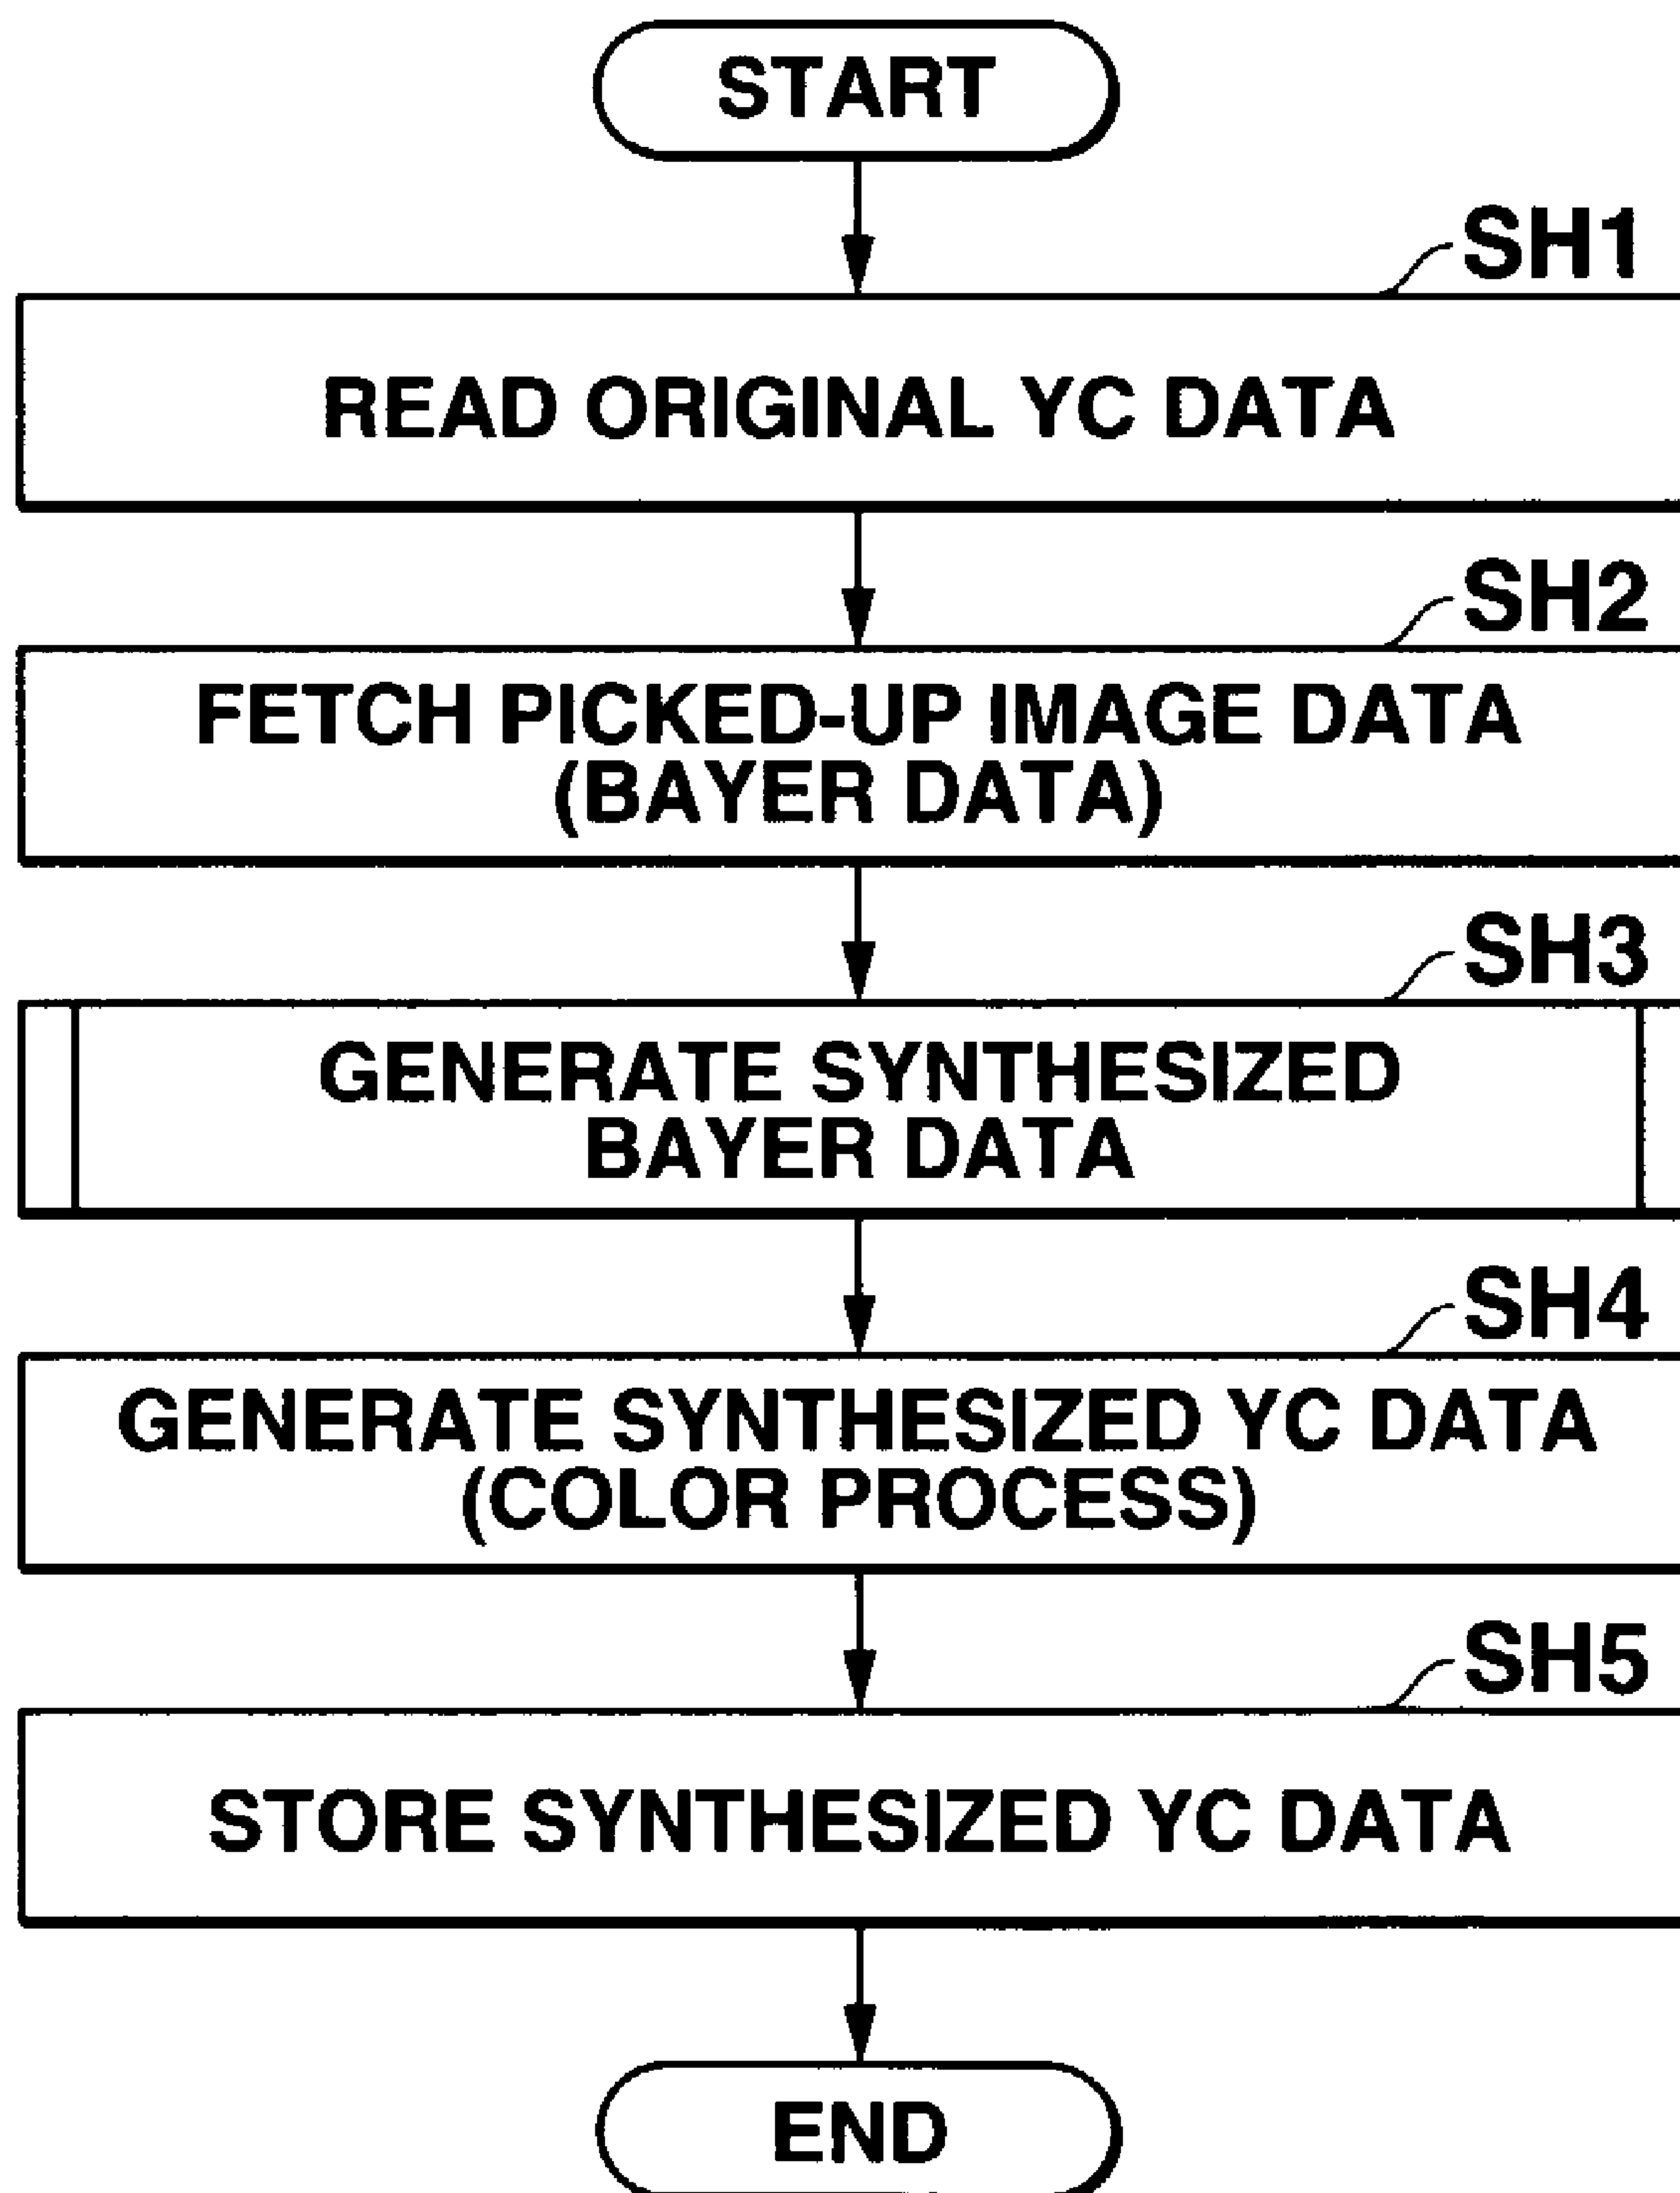 START
SH1
READ ORIGINAL YC DATA
SH2
FETCH PICKED-UP IMAGE DATA
(BAYER DATA)
SH3
GENERATE SYNTHESIZED
BAYER DATA
SH4
GENERATE SYNTHESIZED YC DATA
(COLOR PROCESS)
SH5
STORE SYNTHESIZED YC DATA
END